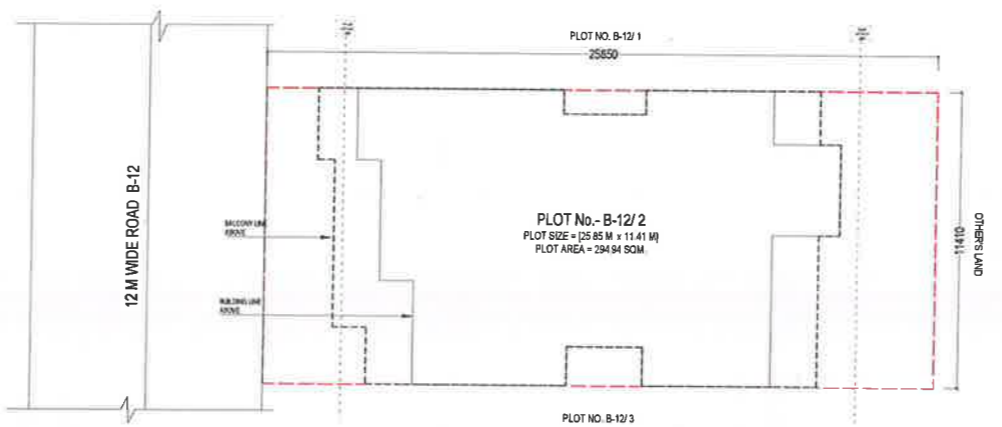 PLOT NO. B-12/ 1
25850
12 M WIDE ROAD B-12
BALCONY LINE
ABOVE
PLOT No.- B-12/ 2
PLOT SIZE = [25.85 M x 11.41 M]
PLOT AREA = 294.94 SQM
BUILDING LINE
ABOVE
11410
OTHERS LAND
PLOT NO. B-12/ 3